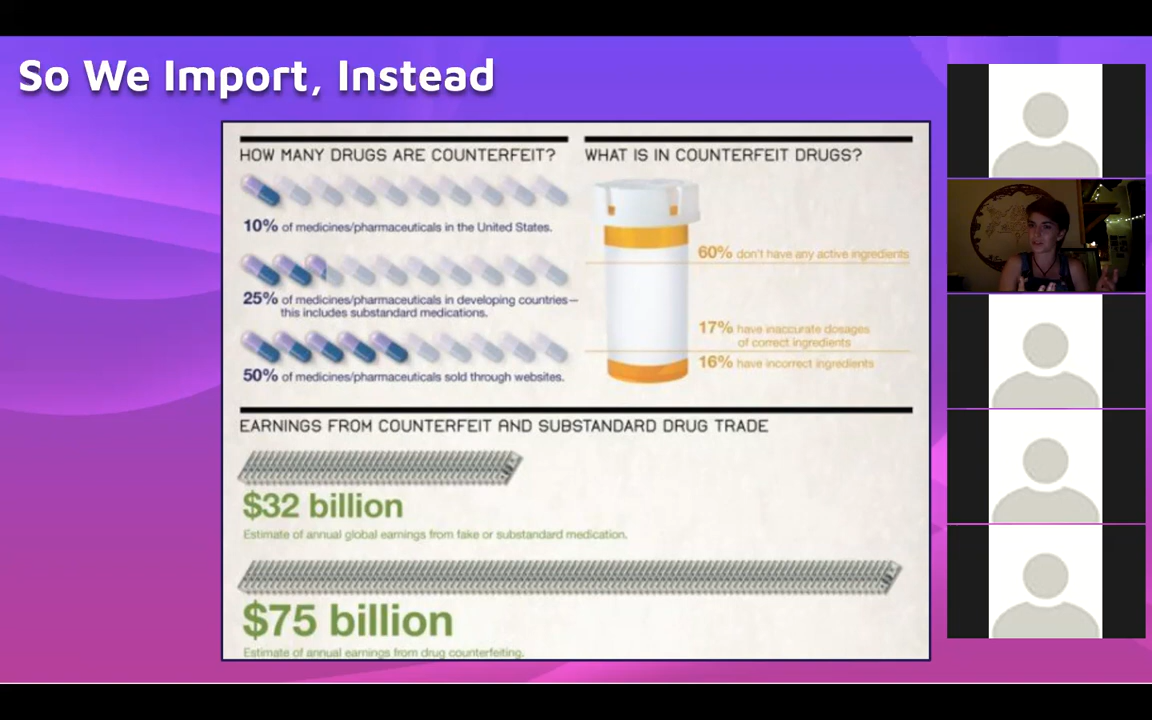 So We Import, Instead
HOW MANY DRUGS ARE COUNTERFEIT?
10% of medicines/pharmaceuticals in the United States.
25% of medicines/pharmaceuticals in developing countries—
this includes substandard medications.
50% of medicines/pharmaceuticals sold through websites.
WHAT IS IN COUNTERFEIT DRUGS?
60% don't have any active ingredients
17% have inaccurate dosages
of correct ingredients
16% have incorrect ingredients
EARNINGS FROM COUNTERFEIT AND SUBSTANDARD DRUG TRADE
$32 billion
Estimate of annual global earnings from fake or substandard medication.
$75 billion
Estimate of annual earnings from drug counterfeiting.